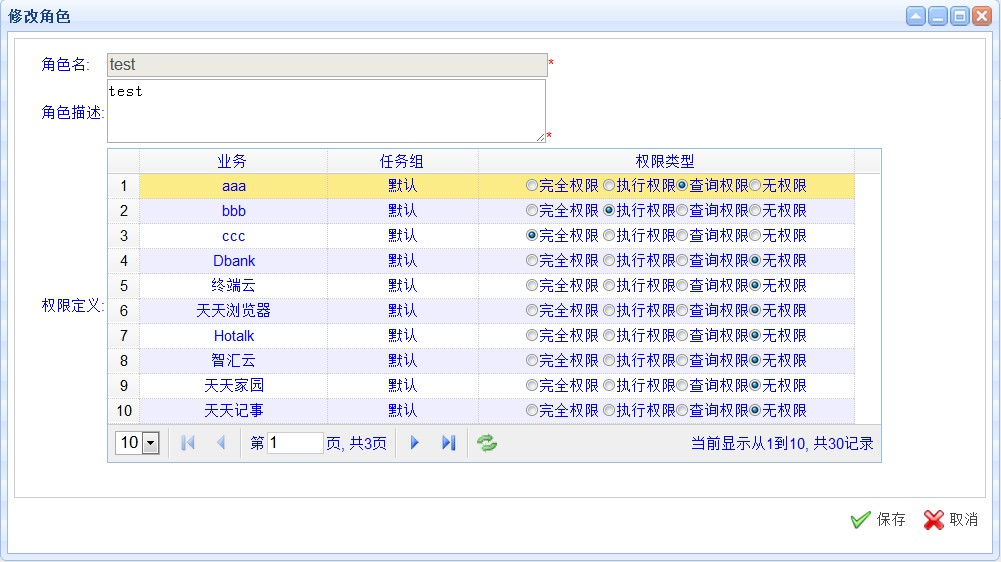 修改角色
角色名: test *
角色描述: test *
权限定义:
业务 任务组 权限类型
1 aaa 默认 完全权限 执行权限 查询权限 无权限
2 bbb 默认 完全权限 执行权限 查询权限 无权限
3 ccc 默认 完全权限 执行权限 查询权限 无权限
4 Dbank 默认 完全权限 执行权限 查询权限 无权限
5 终端云 默认 完全权限 执行权限 查询权限 无权限
6 天天浏览器 默认 完全权限 执行权限 查询权限 无权限
7 Hotalk 默认 完全权限 执行权限 查询权限 无权限
8 智汇云 默认 完全权限 执行权限 查询权限 无权限
9 天天家园 默认 完全权限 执行权限 查询权限 无权限
10 天天记事 默认 完全权限 执行权限 查询权限 无权限
10 第 1 页, 共3页 当前显示从1到10, 共30记录
保存 取消